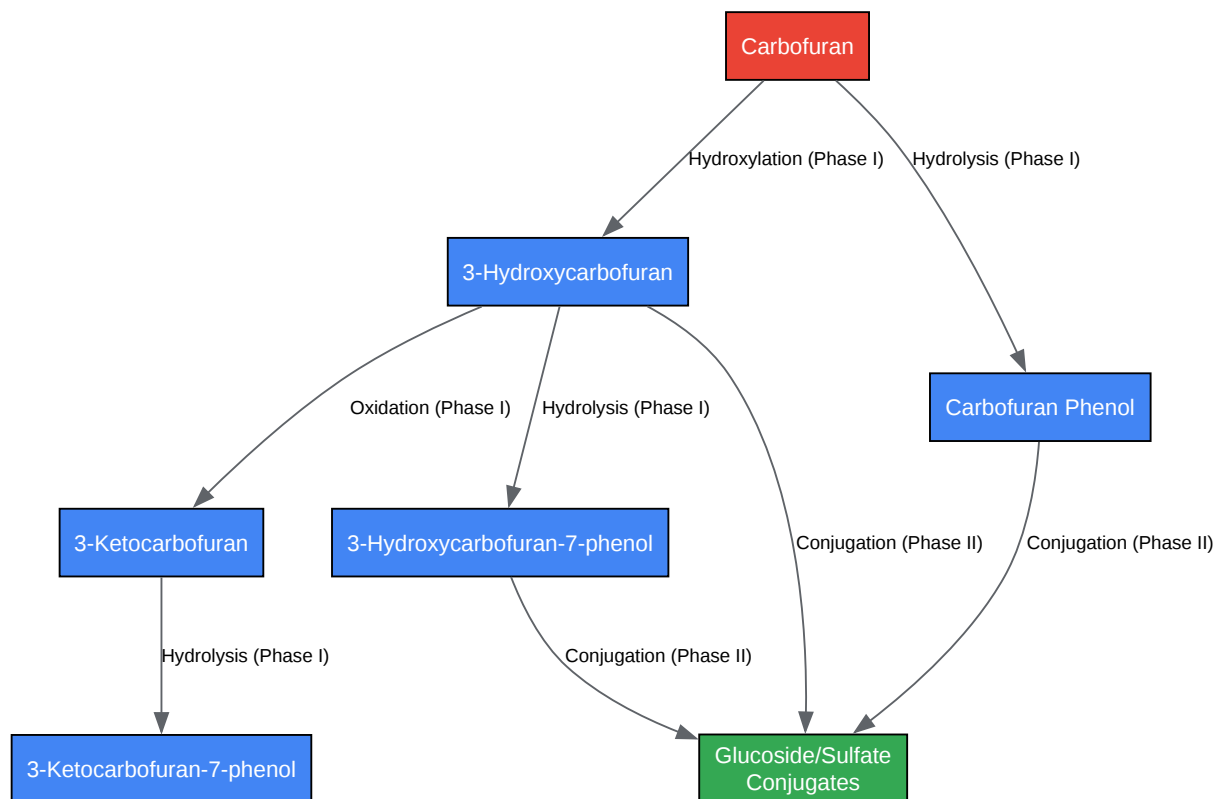 Carbofuran
Hydroxylation (Phase I)
Hydrolysis (Phase I)
3-Hydroxycarbofuran
Oxidation (Phase I)
Hydrolysis (Phase I)
Carbofuran Phenol
3-Ketocarbofuran
3-Hydroxycarbofuran-7-phenol
Conjugation (Phase II)
Conjugation (Phase II)
Hydrolysis (Phase I)
Conjugation (Phase II)
3-Ketocarbofuran-7-phenol
Glucoside/Sulfate
Conjugates